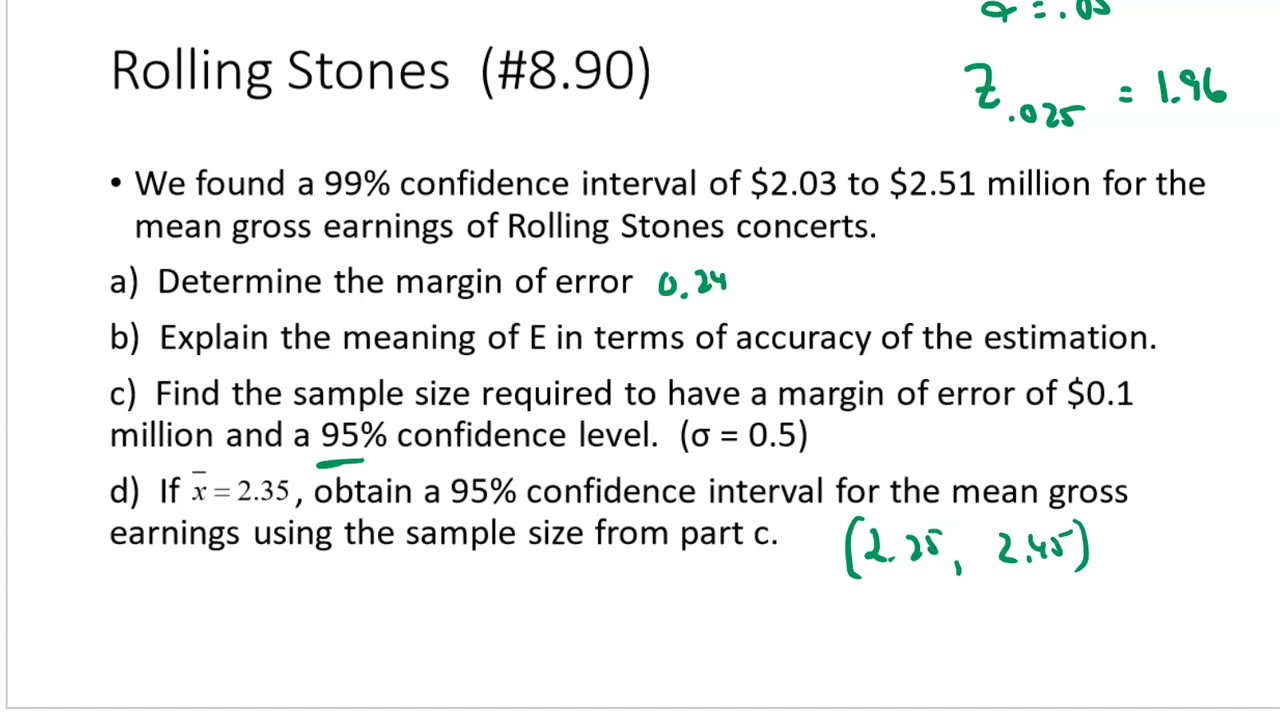 α = .05
Rolling Stones (#8.90)
Z.025 = 1.96
• We found a 99% confidence interval of $2.03 to $2.51 million for the
mean gross earnings of Rolling Stones concerts.
a) Determine the margin of error 0.24
b) Explain the meaning of E in terms of accuracy of the estimation.
c) Find the sample size required to have a margin of error of $0.1
million and a 95% confidence level. (σ = 0.5)
d) If x̄ = 2.35, obtain a 95% confidence interval for the mean gross
earnings using the sample size from part c. (2.25, 2.45)